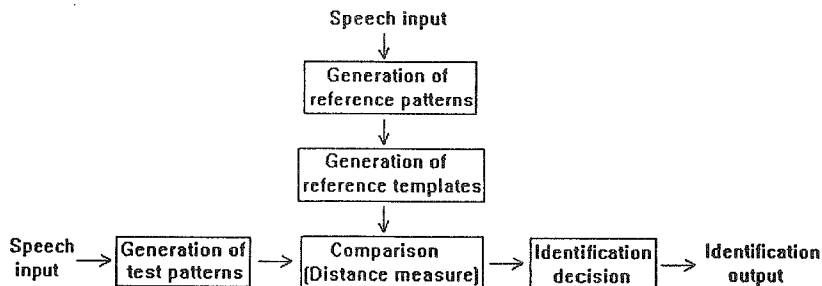 Speech input
Generation of
reference patterns
Generation of
reference templates
Speech
input
Generation of
test patterns
Comparison
(Distance measure)
Identification
decision
Identification
output